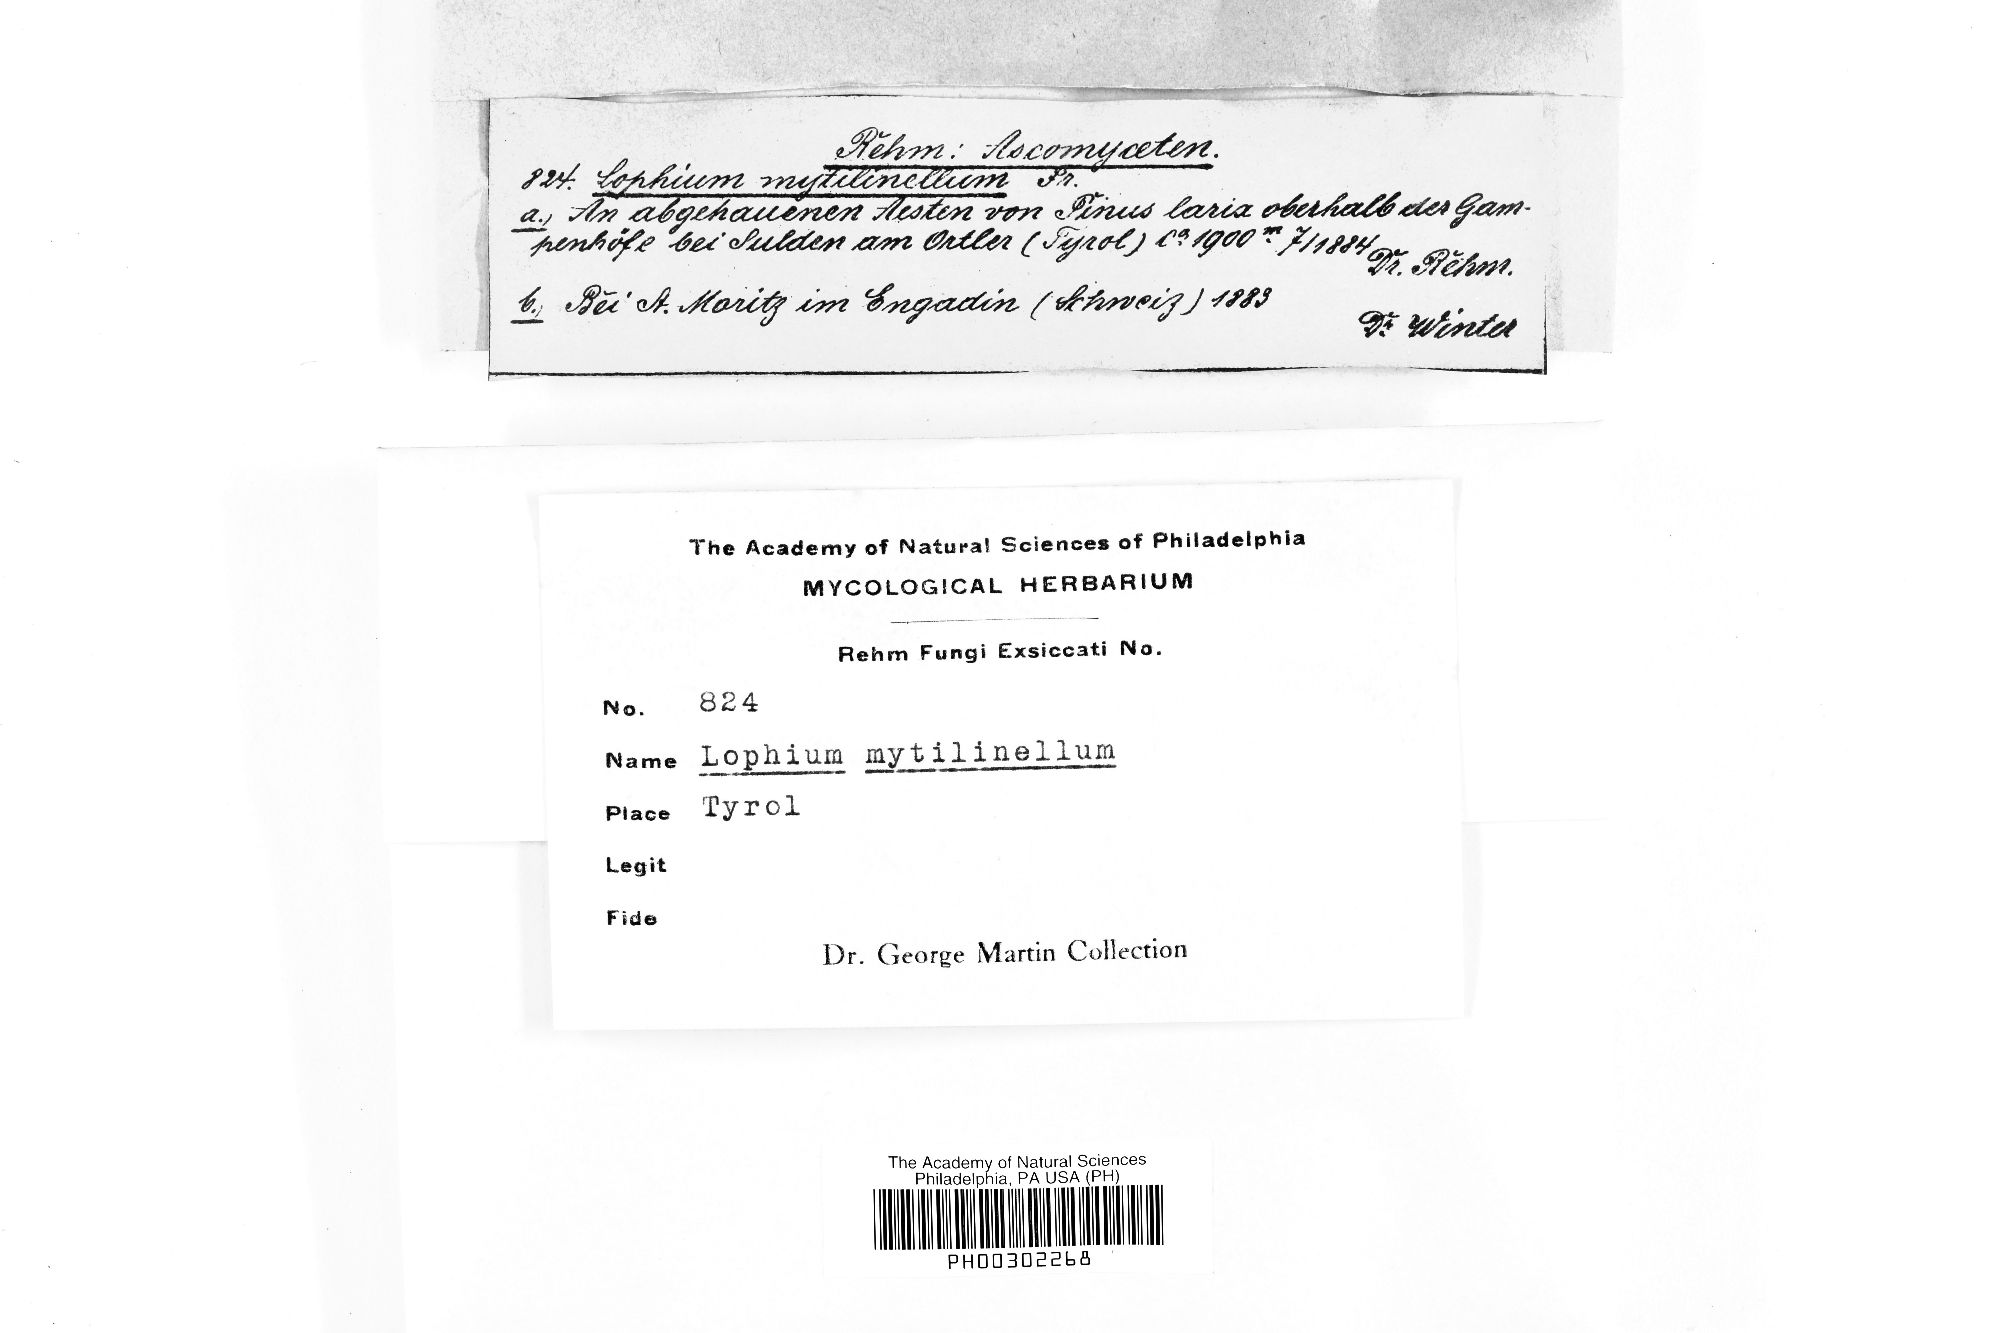 Rehm: Ascomyceten.
824. Lophium mytilinellum Fr.
a.) An abgehauenen Aesten von Pinus larix oberhalb der Gam-
penhöfe bei Sulden am Ortler (Tyrol) ca 1900 m 7/1884
Dr. Rehm.
b.) Bei St. Moritz im Engadin (Schweiz) 1883
Dr. Winter
The Academy of Natural Sciences of Philadelphia
MYCOLOGICAL HERBARIUM
Rehm Fungi Exsiccati No.
No. 824
Name Lophium mytilinellum
Place Tyrol
Legit
Fide
Dr. George Martin Collection
The Academy of Natural Sciences
Philadelphia, PA USA (PH)
PH00302268